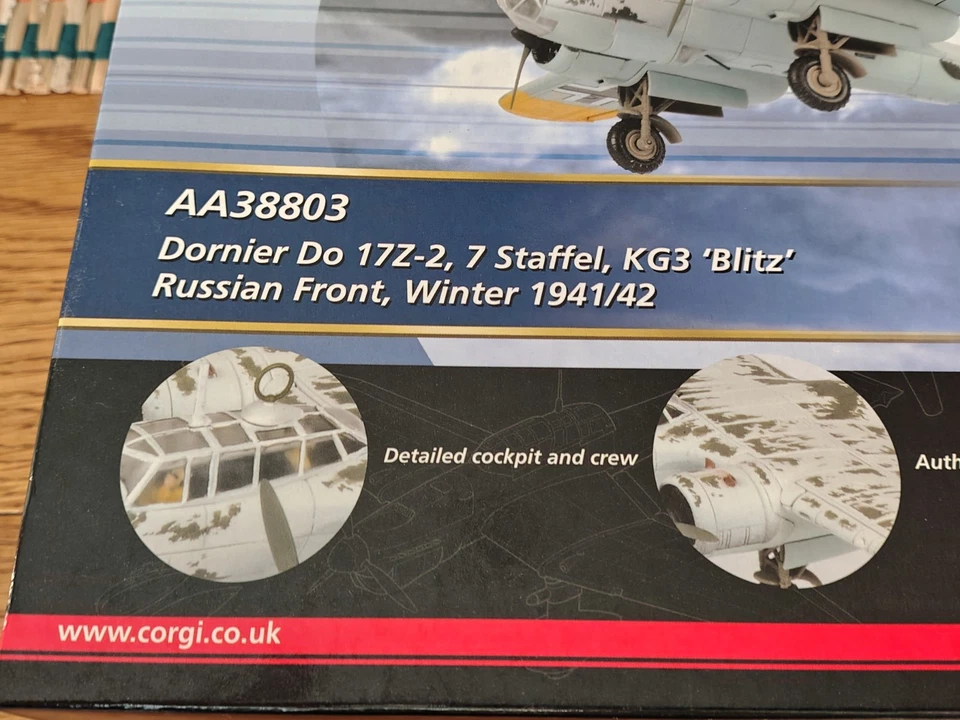 AA38803
Dornier Do 17Z-2, 7 Staffel, KG3 ‘Blitz’
Russian Front, Winter 1941/42
Detailed cockpit and crew
www.corgi.co.uk